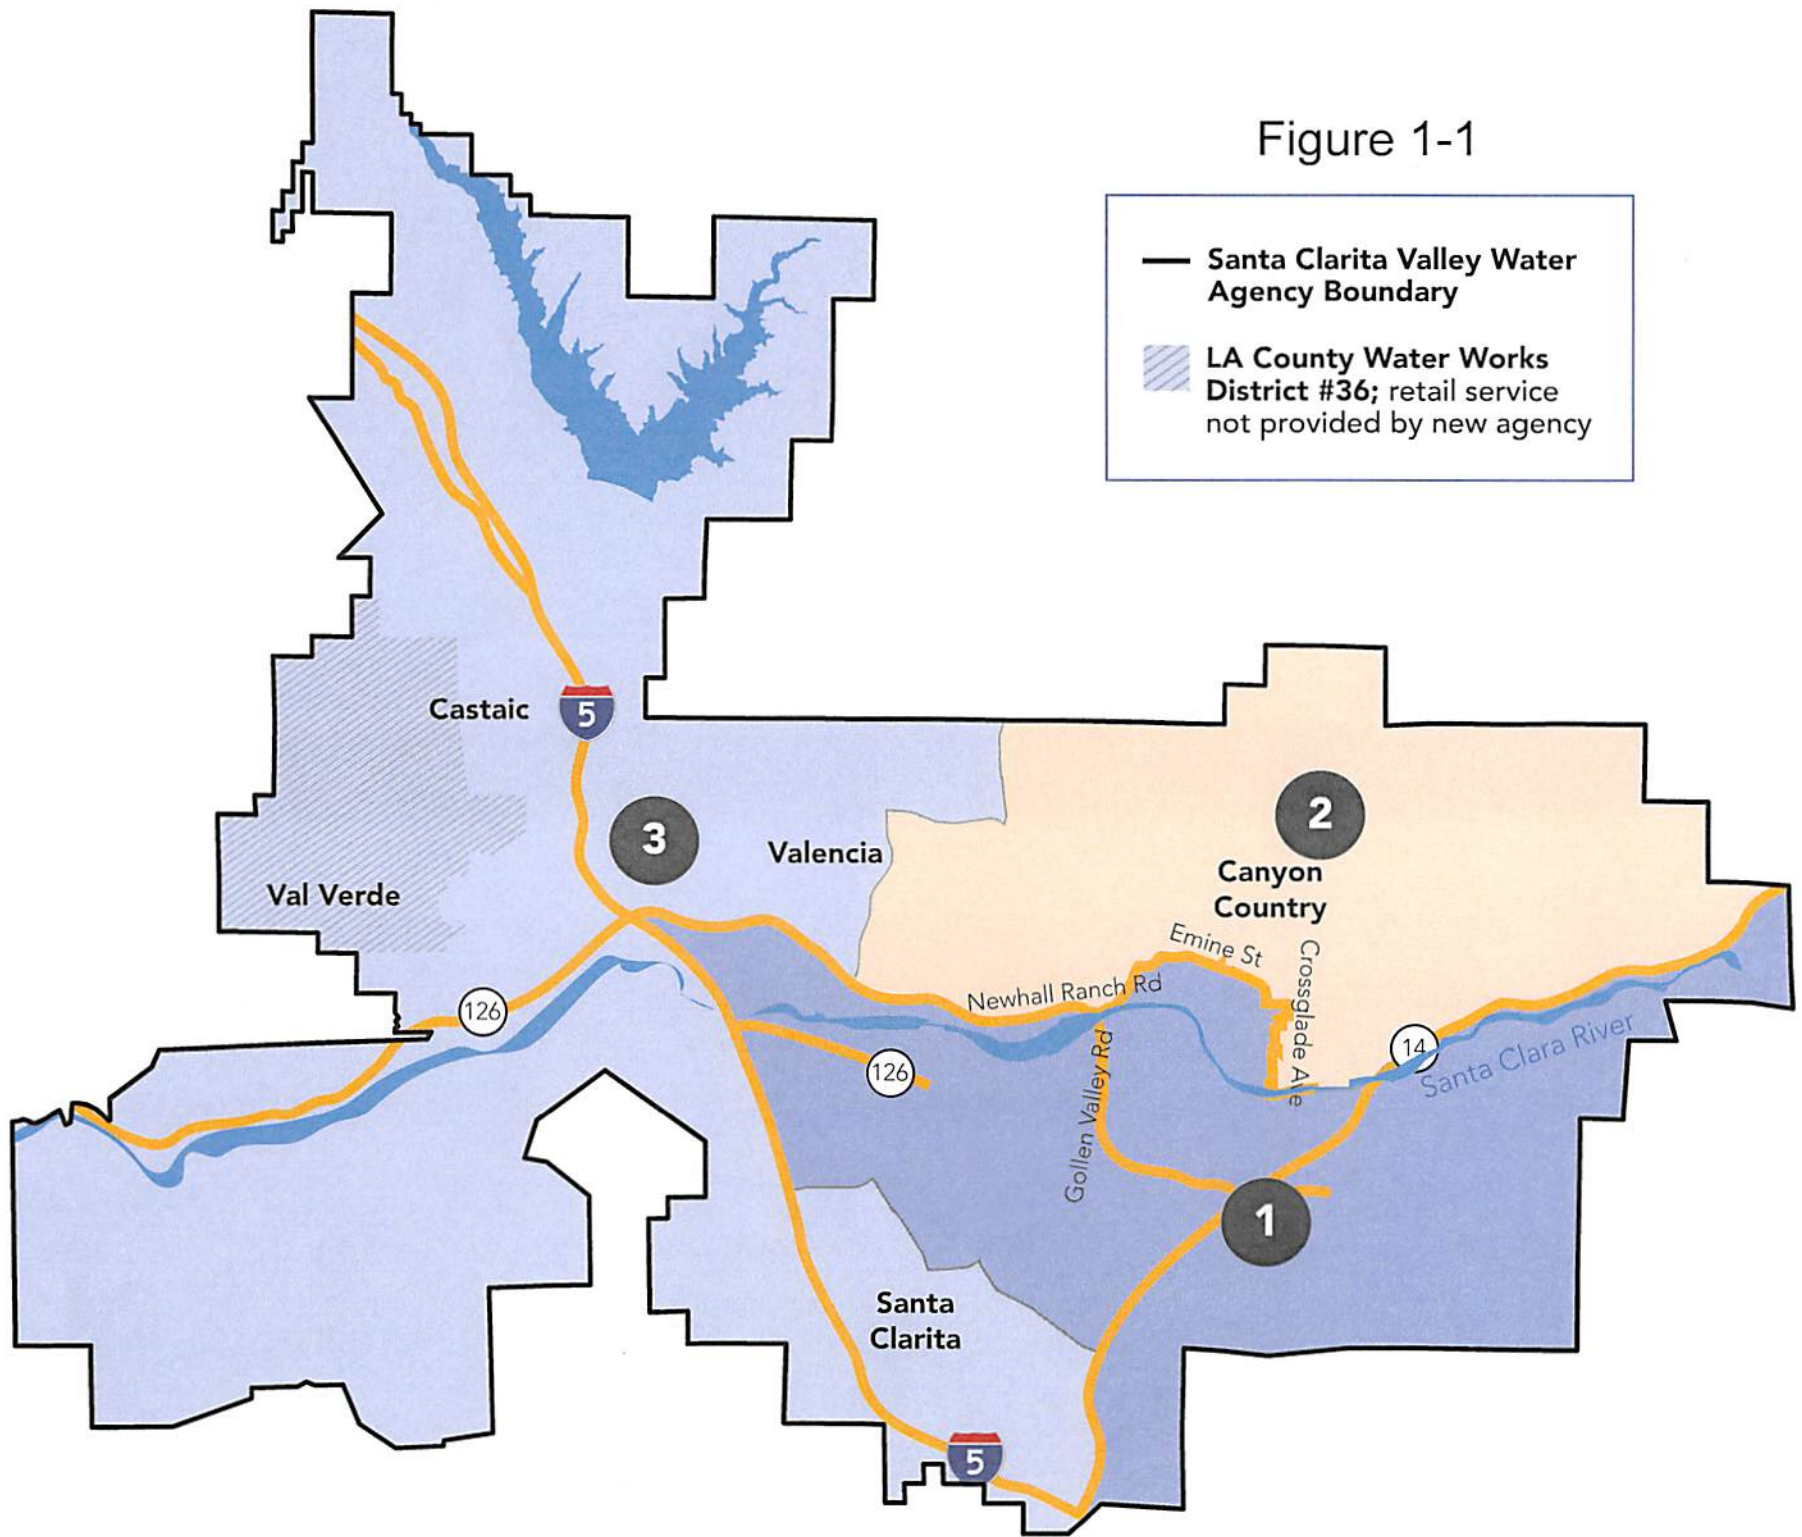 Figure 1-1
Santa Clarita Valley Water
Agency Boundary
LA County Water Works
District #36; retail service
not provided by new agency
Castaic
5
3
Valencia
2
Canyon
Country
Val Verde
Emine St
Crossglade Ave
Newhall Ranch Rd
126
14
Santa Clara River
126
Gollen Valley Rd
1
Santa
Clarita
5